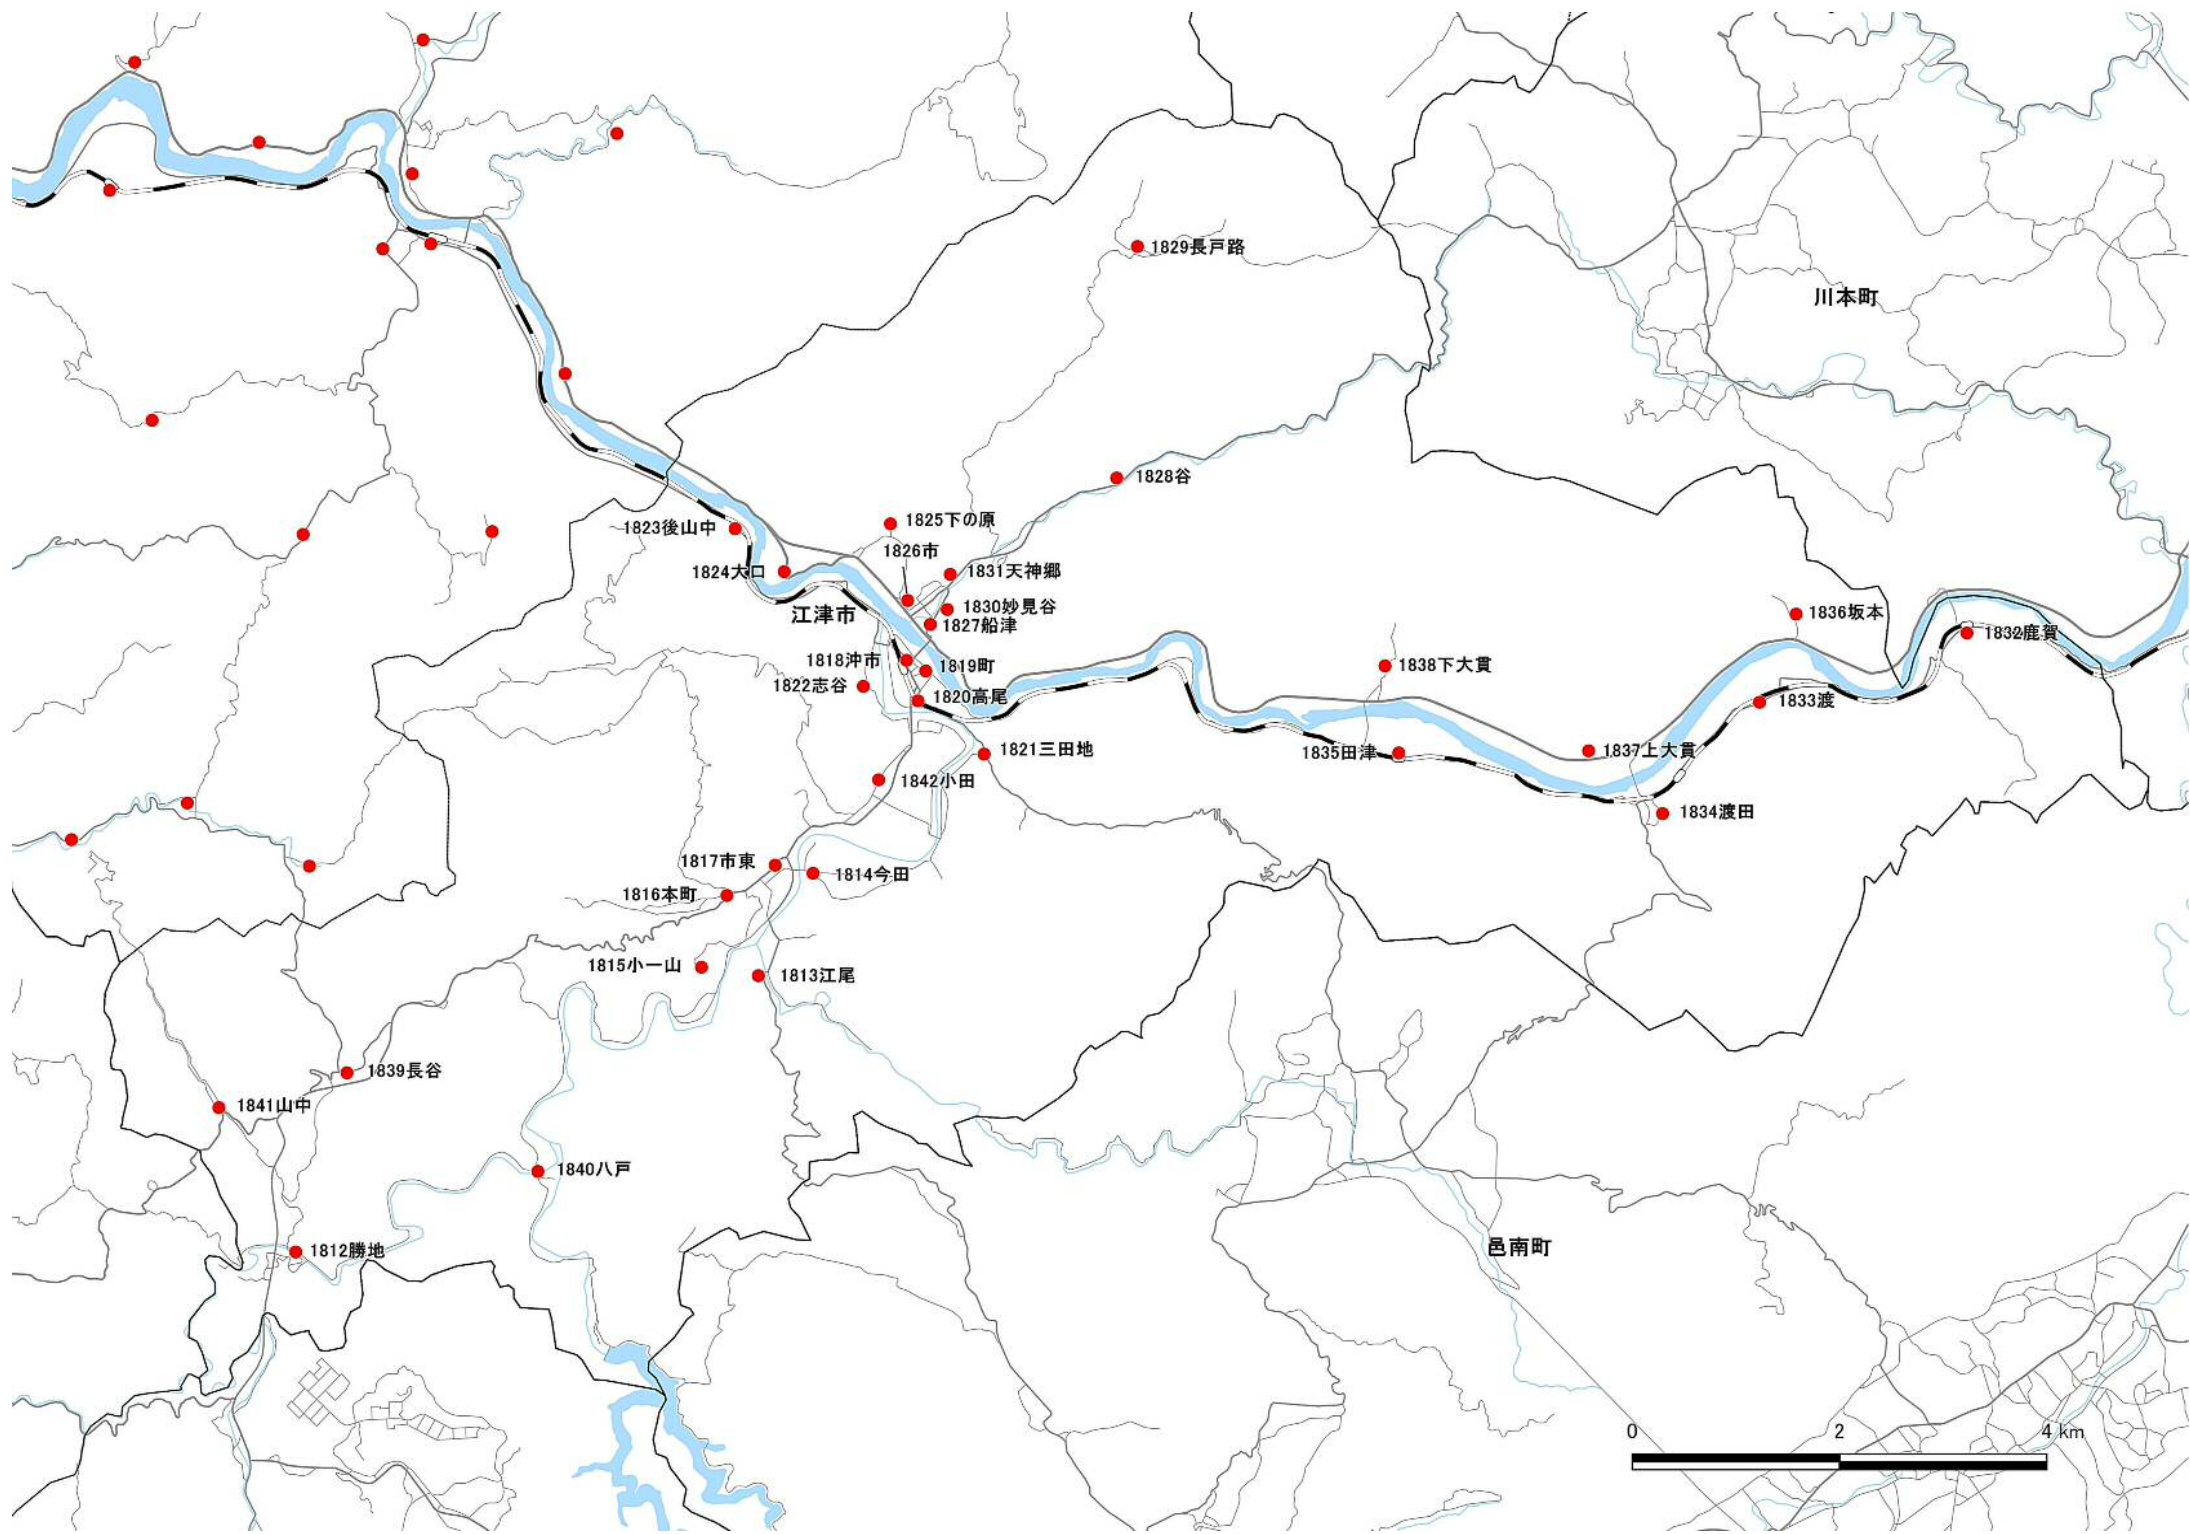 1829長戸路
川本町
1828谷
1825下の原
1823後山中
1826市
1824大口
1831天神郷
江津市
1830妙見谷
1836坂本
1827船津
1832鹿賀
1818沖市
1819町
1838下大貫
1822志谷
1820高尾
1833渡
1821三田地
1835田津
1837上大貫
1842小田
1834渡田
1817市東
1814今田
1816本町
1815小一山
1813江尾
1839長谷
1841山中
1840八戸
1812勝地
邑南町
0 2 4 km